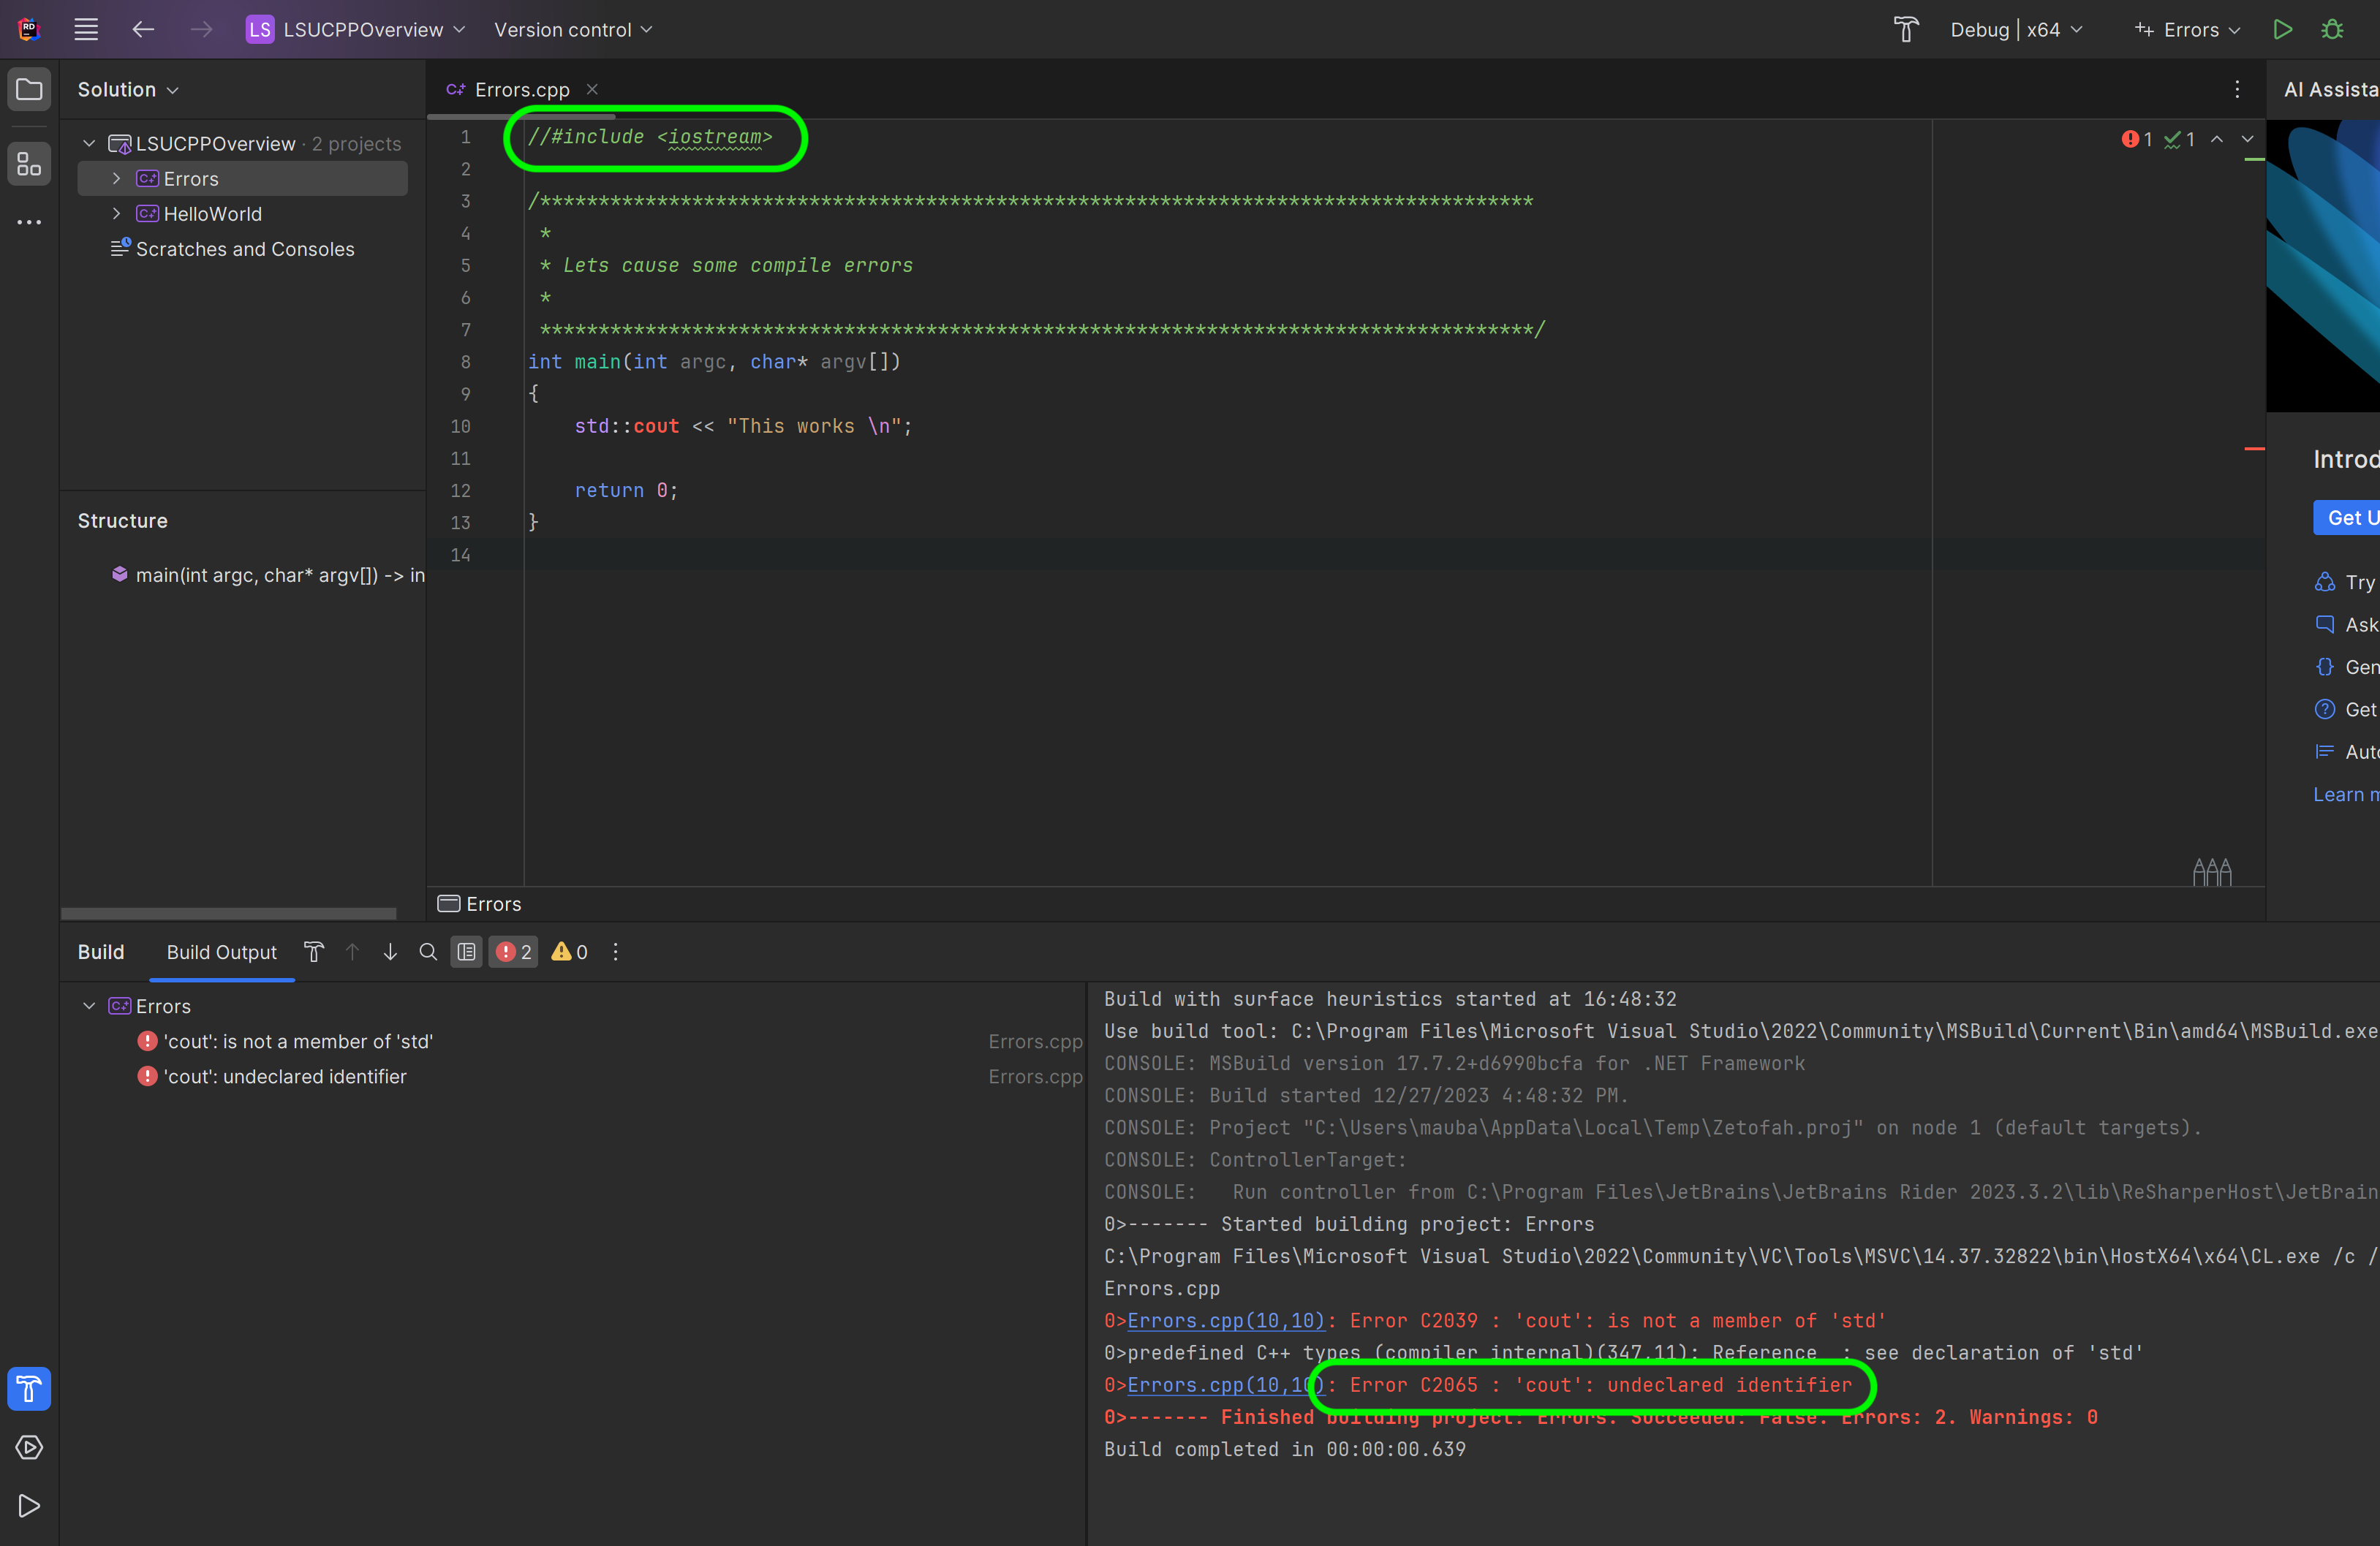 RD
LS LSUCPPOverview Version control Debug x64 Errors
Solution
LSUCPPOverview · 2 projects
Errors
HelloWorld
Scratches and Consoles
Structure
main(int argc, char* argv[]) -> in
Errors.cpp
1 //#include <iostream>
2
3 /*************************************************************************************
4 *
5 * Lets cause some compile errors
6 *
7 *************************************************************************************/
8 int main(int argc, char* argv[])
9 {
10 std::cout << "This works \n";
11
12 return 0;
13 }
14
1 1
Errors
AI Assista
Introd
Get U
Try
Ask
Gen
Get
Auto
Learn m
Build Build Output 2 0
Errors
'cout': is not a member of 'std' Errors.cpp
'cout': undeclared identifier Errors.cpp
Build with surface heuristics started at 16:48:32
Use build tool: C:\Program Files\Microsoft Visual Studio\2022\Community\MSBuild\Current\Bin\amd64\MSBuild.exe
CONSOLE: MSBuild version 17.7.2+d6990bcfa for .NET Framework
CONSOLE: Build started 12/27/2023 4:48:32 PM.
CONSOLE: Project "C:\Users\mauba\AppData\Local\Temp\Zetofah.proj" on node 1 (default targets).
CONSOLE: ControllerTarget:
CONSOLE: Run controller from C:\Program Files\JetBrains\JetBrains Rider 2023.3.2\lib\ReSharperHost\JetBrain
0>------- Started building project: Errors
C:\Program Files\Microsoft Visual Studio\2022\Community\VC\Tools\MSVC\14.37.32822\bin\HostX64\x64\CL.exe /c /
Errors.cpp
0>Errors.cpp(10,10): Error C2039 : 'cout': is not a member of 'std'
0>predefined C++ types (compiler internal)(347,11): Reference : see declaration of 'std'
0>Errors.cpp(10,10): Error C2065 : 'cout': undeclared identifier
0>------- Finished building project: Errors. Succeeded: False. Errors: 2. Warnings: 0
Build completed in 00:00:00.639